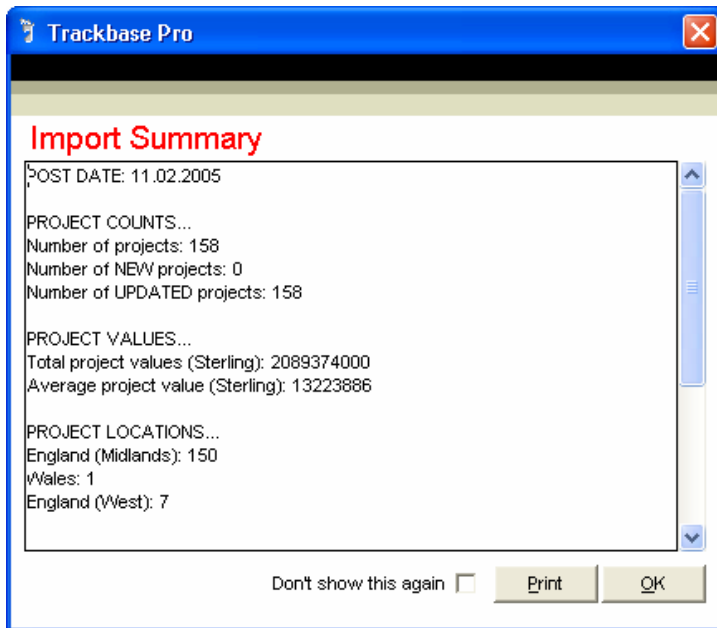 Trackbase Pro
Import Summary
POST DATE: 11.02.2005
PROJECT COUNTS...
Number of projects: 158
Number of NEW projects: 0
Number of UPDATED projects: 158
PROJECT VALUES...
Total project values (Sterling): 2089374000
Average project value (Sterling): 13223886
PROJECT LOCATIONS...
England (Midlands): 150
Wales: 1
England (West): 7
Don't show this again
Print
OK